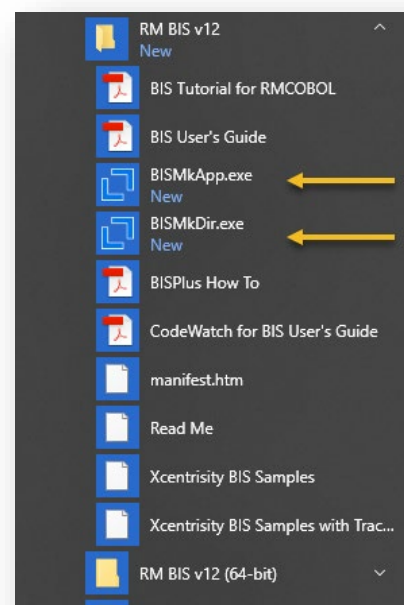 RM BIS v12
New
BIS Tutorial for RMCOBOL
BIS User's Guide
BISMkApp.exe
New
BISMkDir.exe
New
BISPlus How To
CodeWatch for BIS User's Guide
manifest.htm
Read Me
Xcentrisity BIS Samples
Xcentrisity BIS Samples with Trac...
RM BIS v12 (64-bit)